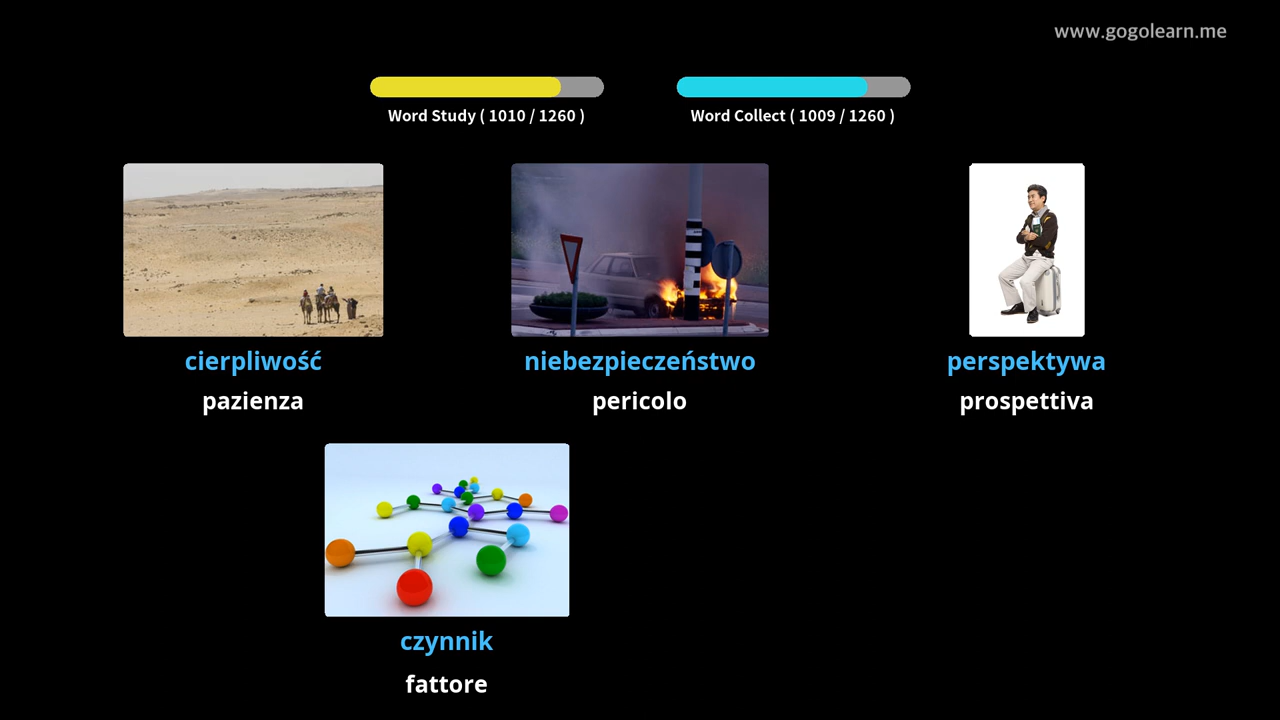 www.gogolearn.me
Word Study ( 1010 / 1260 )
Word Collect ( 1009 / 1260 )
cierpliwość
pazienza
niebezpieczeństwo
pericolo
perspektywa
prospettiva
czynnik
fattore